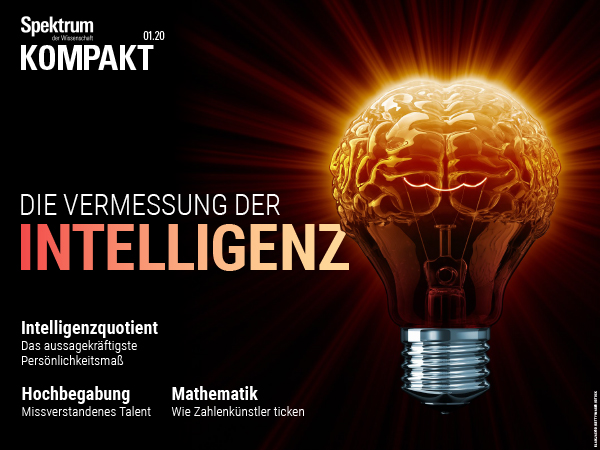 Spektrum
der Wissenschaft
KOMPAKT
01.20
DIE VERMESSUNG DER
INTELLIGENZ
Intelligenzquotient
Das aussagekräftigste
Persönlichkeitsmaß
Hochbegabung
Missverstandenes Talent
Mathematik
Wie Zahlenkünstler ticken